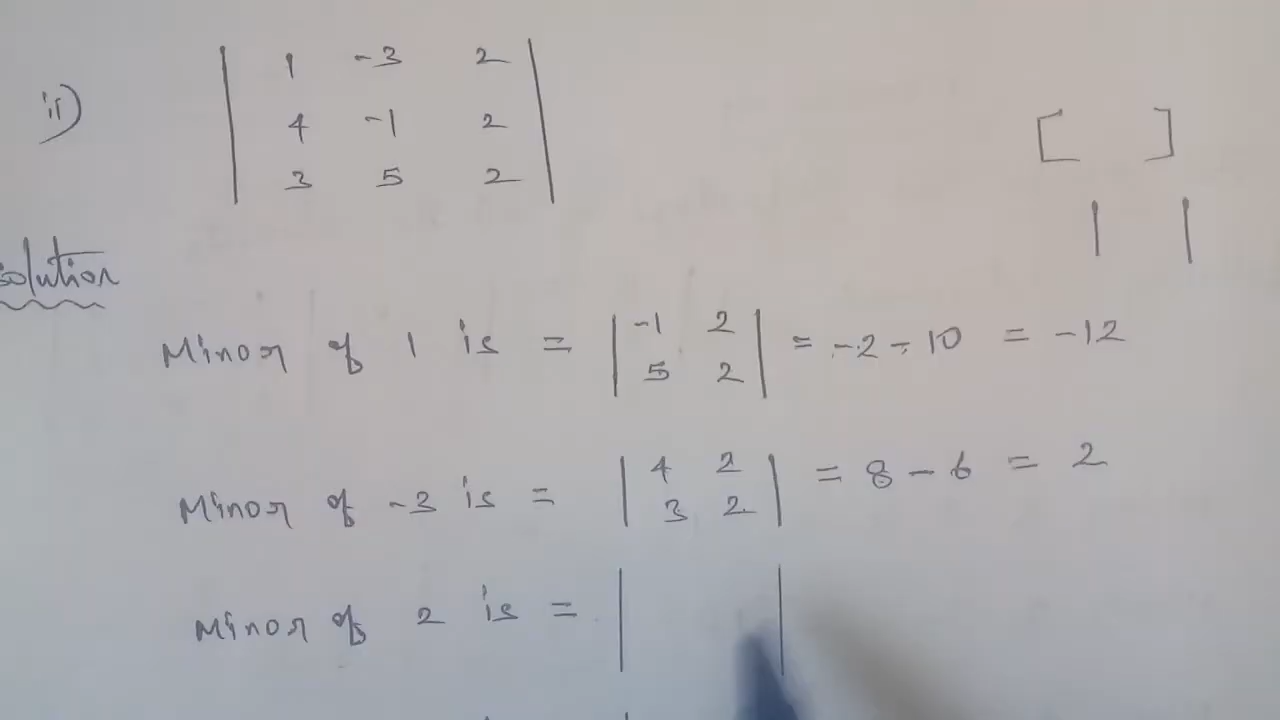 ii) | 1 -3 2 |
| 4 -1 2 |
| 3 5 2 |
[ ]
| |
solution
Minor of 1 is = | -1 2 | = -2 - 10 = -12
| 5 2 |
Minor of -3 is = | 4 2 | = 8 - 6 = 2
| 3 2 |
Minor of 2 is = | |